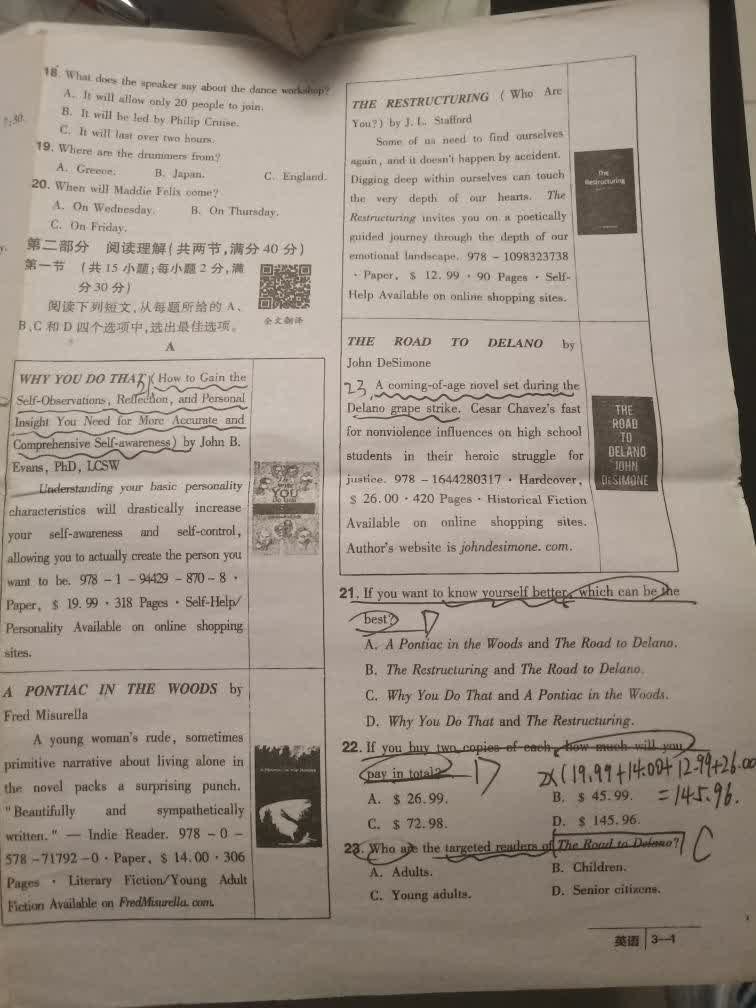 7:30.
18. What does the speaker say about the dance workshop?
A. It will allow only 20 people to join.
B. It will be led by Philip Cruise.
C. It will last over two hours.
19. Where are the drummers from?
A. Greece. B. Japan. C. England.
20. When will Maddie Felix come?
A. On Wednesday. B. On Thursday.
C. On Friday.
第二部分 阅读理解(共两节,满分 40 分)
第一节 (共 15 小题;每小题 2 分,满
分 30 分)
阅读下列短文,从每题所给的 A、
B、C 和 D 四个选项中,选出最佳选项。
全文翻译
A
WHY YOU DO THAT (How to Gain the
Self-Observations, Reflection, and Personal
Insight You Need for More Accurate and
Comprehensive Self-awareness) by John B.
Evans, PhD, LCSW
Understanding your basic personality
characteristics will drastically increase
your self-awareness and self-control,
allowing you to actually create the person you
want to be. 978 - 1 - 94429 - 870 - 8 ·
Paper, $ 19. 99 · 318 Pages · Self-Help/
Personality Available on online shopping
sites.
YOU
A PONTIAC IN THE WOODS by
Fred Misurella
A young woman's rude, sometimes
primitive narrative about living alone in
the novel packs a surprising punch.
"Beautifully and sympathetically
written." — Indie Reader. 978 - 0 -
578 - 71792 - 0 · Paper, $ 14. 00 · 306
Pages · Literary Fiction/Young Adult
Fiction Available on FredMisurella. com.
A PONTIAC IN THE WOODS
THE RESTRUCTURING ( Who Are
You?) by J. L. Stafford
Some of us need to find ourselves
again, and it doesn't happen by accident.
Digging deep within ourselves can touch
the very depth of our hearts. The
Restructuring invites you on a poetically
guided journey through the depth of our
emotional landscape. 978 - 1098323738
· Paper, $ 12. 99 · 90 Pages · Self-
Help Available on online shopping sites.
The
Restructuring
THE ROAD TO DELANO by
John DeSimone
23. A coming-of-age novel set during the
Delano grape strike. Cesar Chavez's fast
for nonviolence influences on high school
students in their heroic struggle for
justice. 978 - 1644280317 · Hardcover,
$ 26. 00 · 420 Pages · Historical Fiction
Available on online shopping sites.
Author's website is johndesimone. com.
THE
ROAD
TO
DELANO
JOHN
DESIMONE
21. If you want to know yourself better, which can be the
best? D
A. A Pontiac in the Woods and The Road to Delano.
B. The Restructuring and The Road to Delano.
C. Why You Do That and A Pontiac in the Woods.
D. Why You Do That and The Restructuring.
22. If you buy two copies of each, how much will you
pay in total? D 2x(19.99+14.00+12.99+26.00
A. $ 26. 99. B. $ 45. 99. =145.96.
C. $ 72. 98. D. $ 145. 96.
23. Who are the targeted readers of The Road to Delano? C
A. Adults. B. Children.
C. Young adults. D. Senior citizens.
英语 3—1